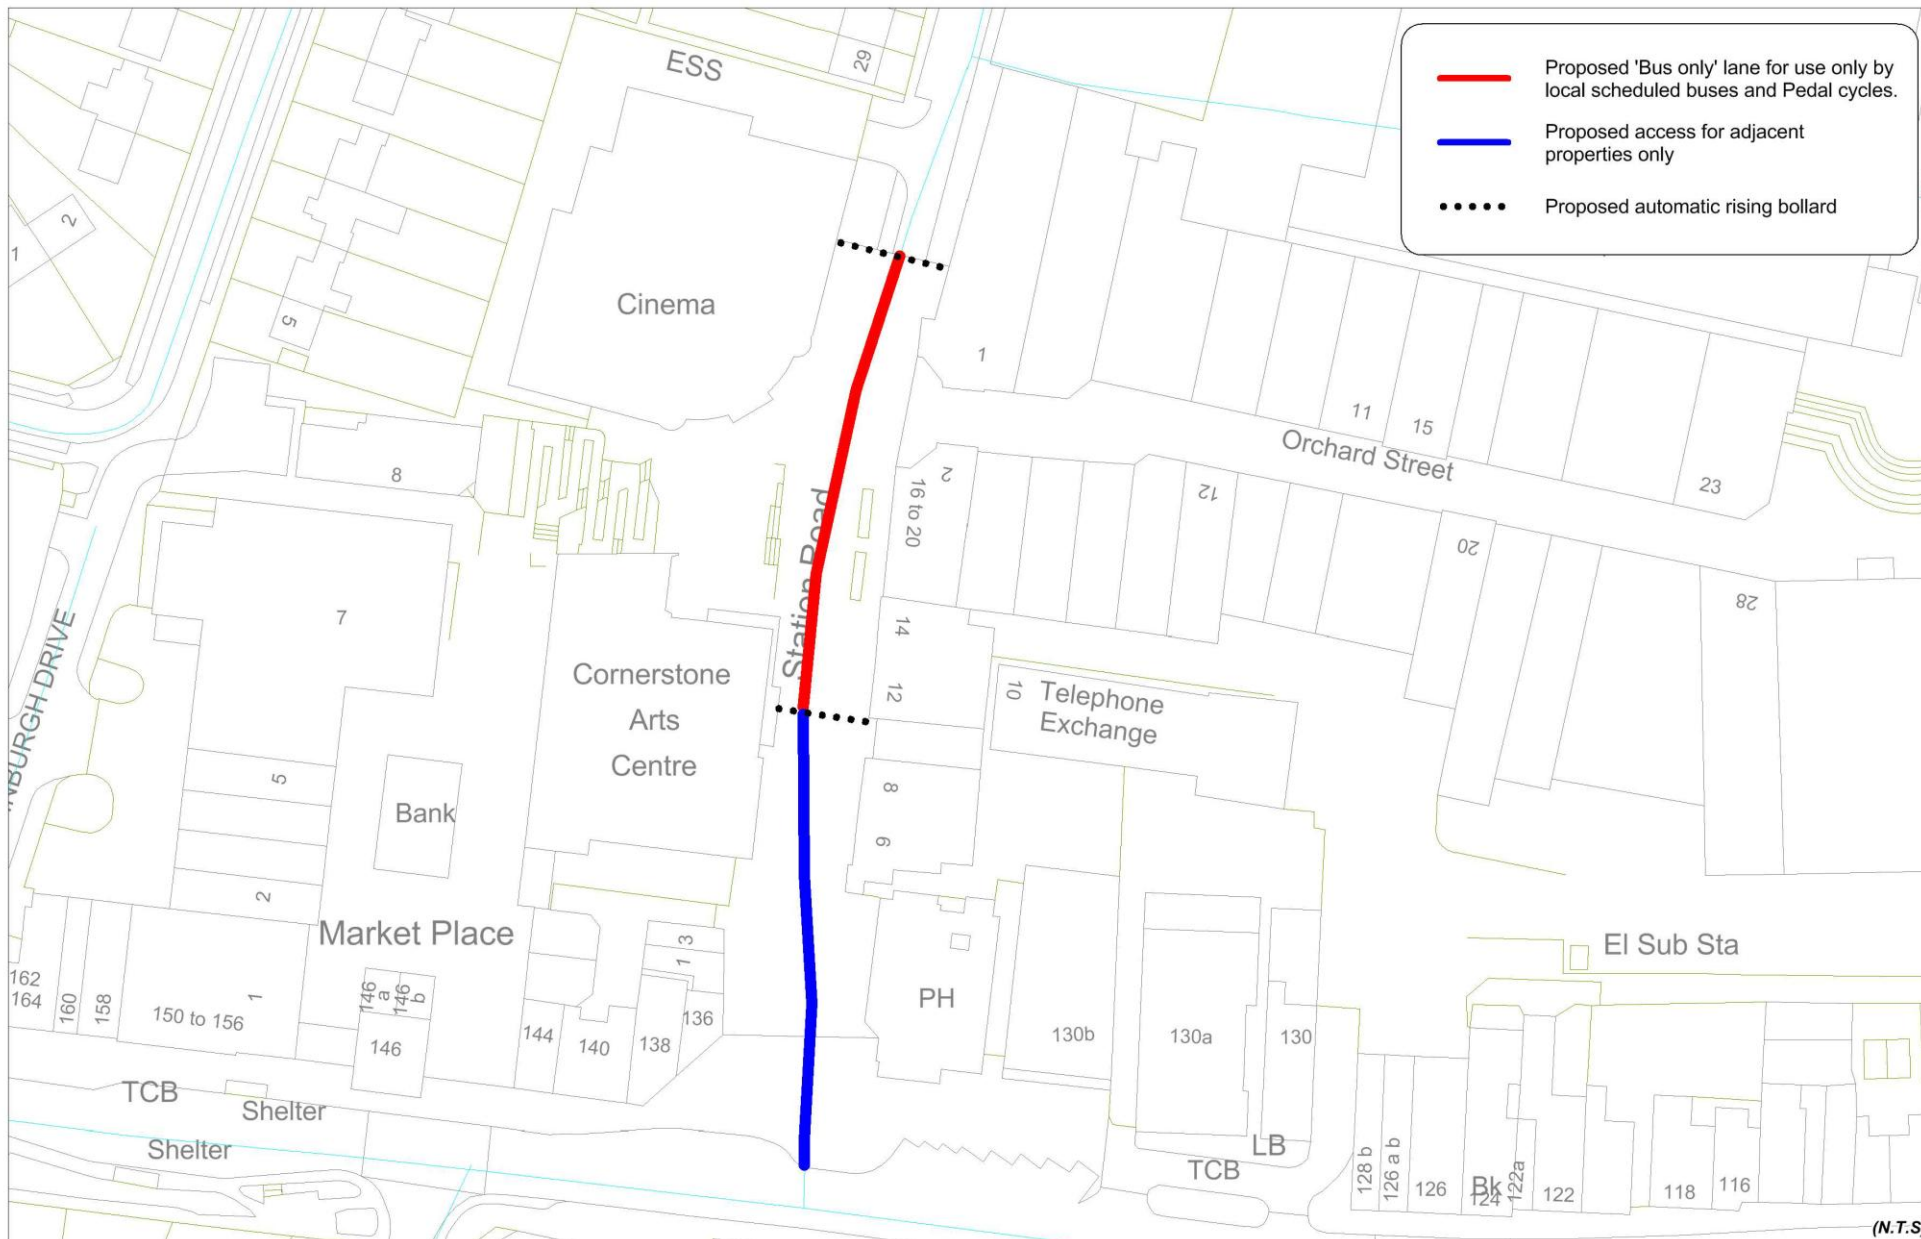 ESS
29
Proposed 'Bus only' lane for use only by
local scheduled buses and Pedal cycles.
Proposed access for adjacent
properties only
Proposed automatic rising bollard
2
1
5
Cinema
1
11
15
Orchard Street
23
8
2
16 to 20
12
20
28
Station Road
7
14
12
10
Telephone
Exchange
Cornerstone
Arts
Centre
NBURGH DRIVE
5
Bank
8
6
2
Market Place
3
1
El Sub Sta
162
164
160
158
150 to 156
1
146
a
146
b
146
144
140
138
136
PH
130b
130a
130
TCB
Shelter
Shelter
LB
TCB
128 b
126 a b
126
Bk
124
122a
122
118
116
(N.T.S